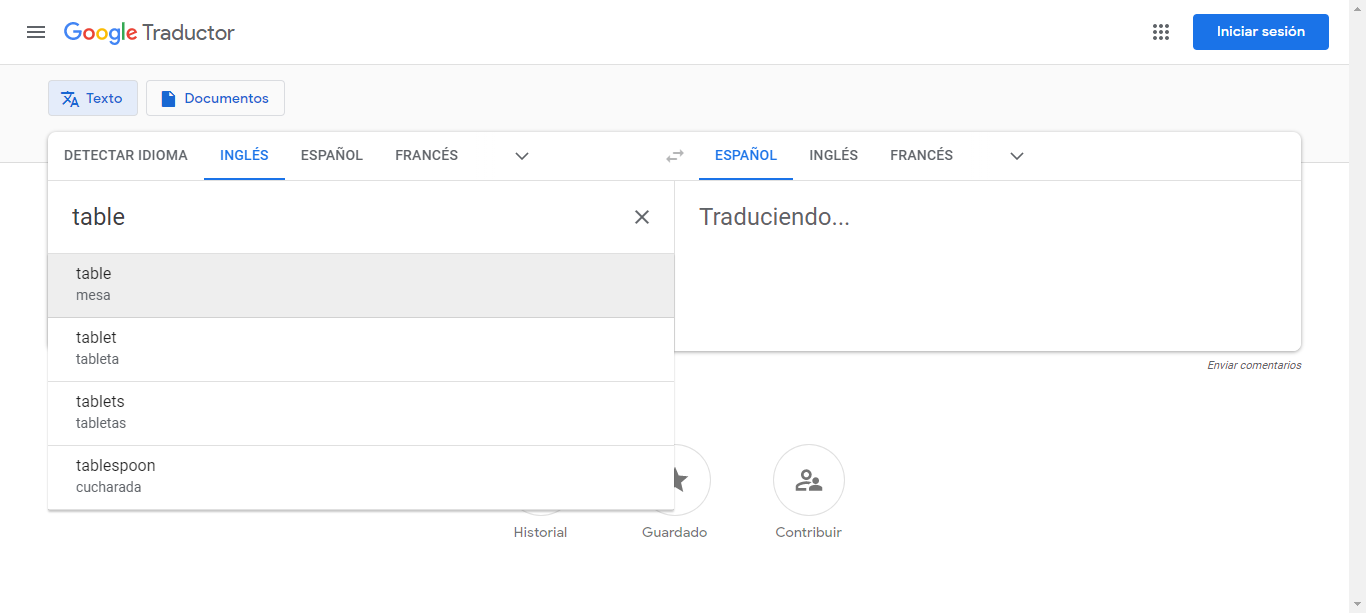 Google Traductor
Iniciar sesión
Texto
Documentos
DETECTAR IDIOMA INGLÉS ESPAÑOL FRANCÉS
ESPAÑOL INGLÉS FRANCÉS
table
Traduciendo...
table
mesa
tablet
tableta
tablets
tabletas
tablespoon
cucharada
Enviar comentarios
Historial
Guardado
Contribuir